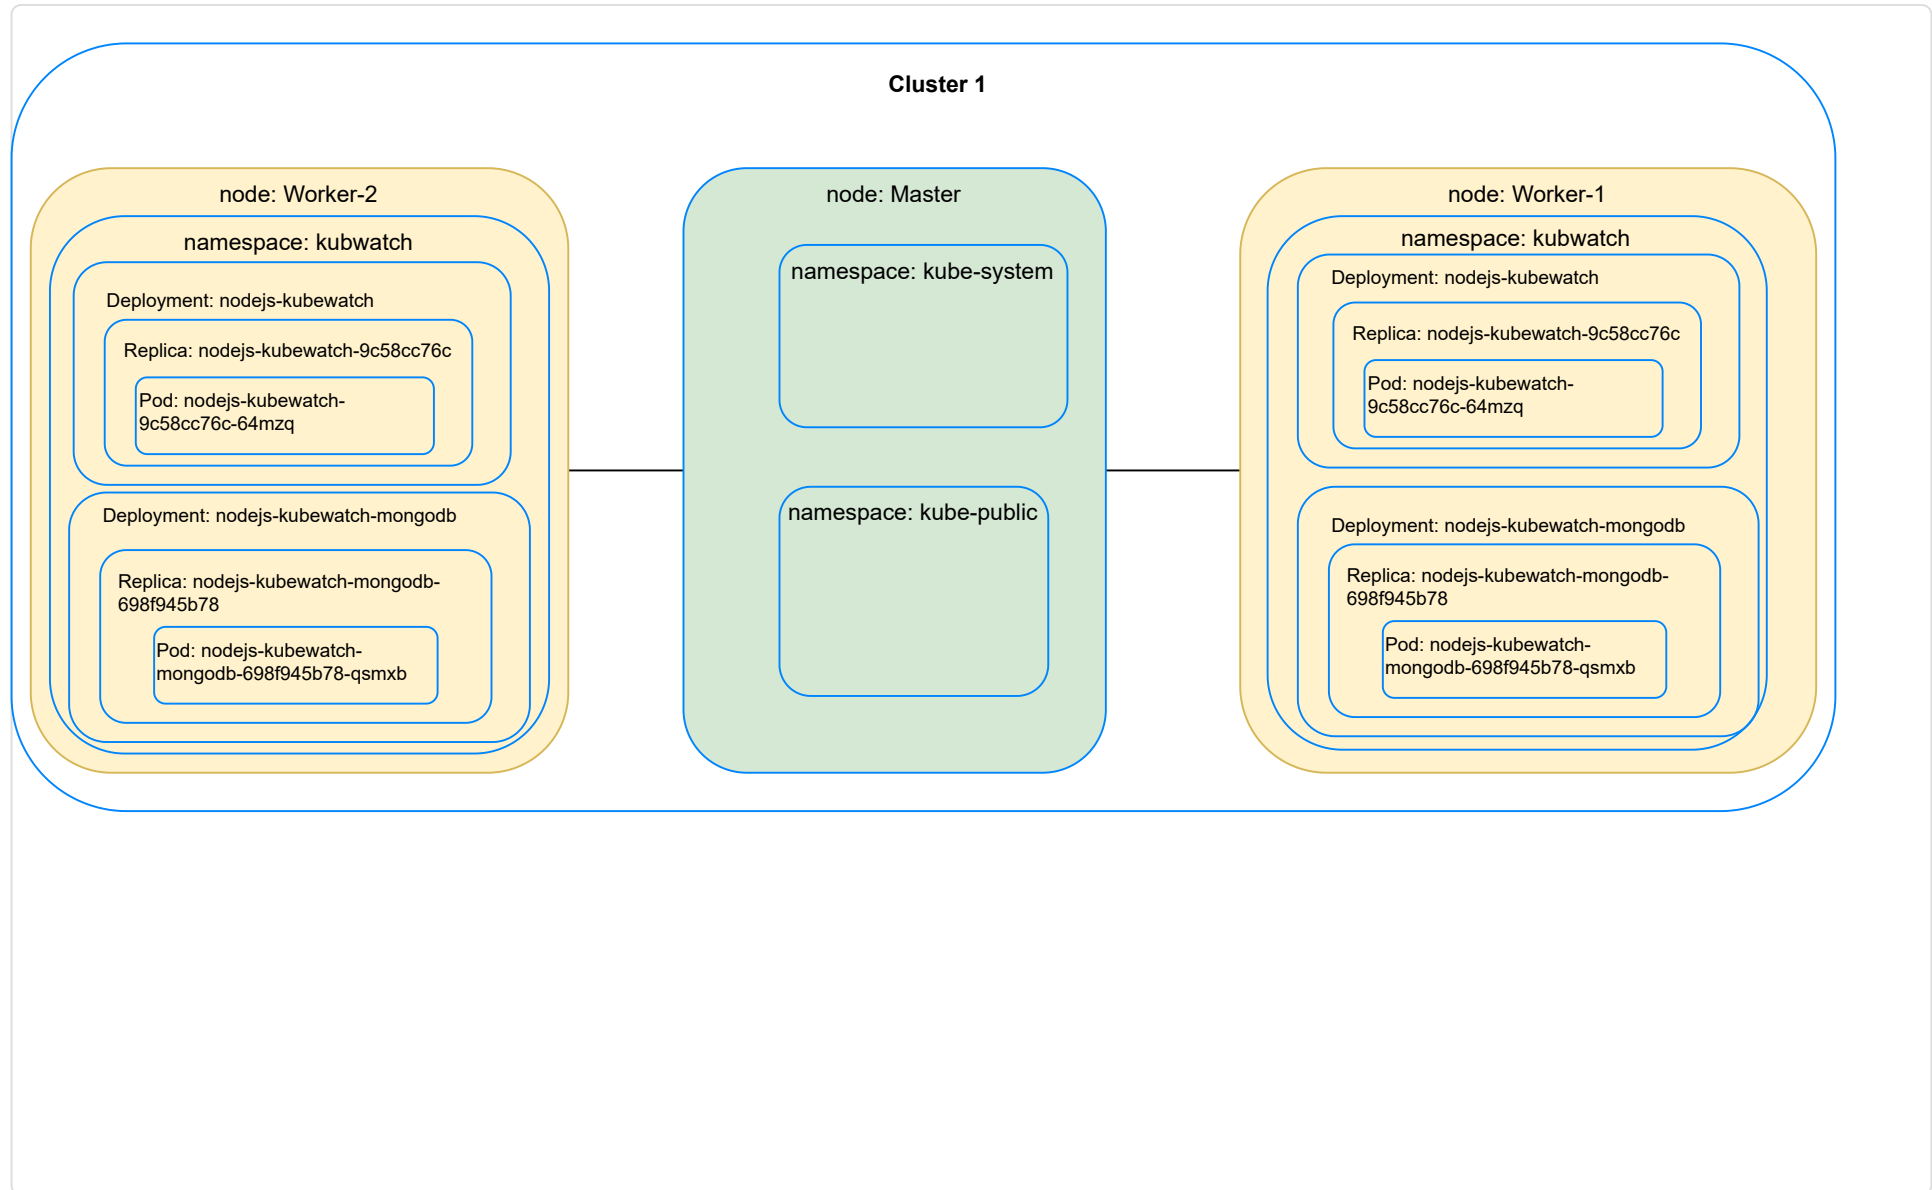 Cluster 1
node: Worker-2
namespace: kubwatch
Deployment: nodejs-kubewatch
Replica: nodejs-kubewatch-9c58cc76c
Pod: nodejs-kubewatch-
9c58cc76c-64mzq
Deployment: nodejs-kubewatch-mongodb
Replica: nodejs-kubewatch-mongodb-
698f945b78
Pod: nodejs-kubewatch-
mongodb-698f945b78-qsmxb
node: Master
namespace: kube-system
namespace: kube-public
node: Worker-1
namespace: kubwatch
Deployment: nodejs-kubewatch
Replica: nodejs-kubewatch-9c58cc76c
Pod: nodejs-kubewatch-
9c58cc76c-64mzq
Deployment: nodejs-kubewatch-mongodb
Replica: nodejs-kubewatch-mongodb-
698f945b78
Pod: nodejs-kubewatch-
mongodb-698f945b78-qsmxb